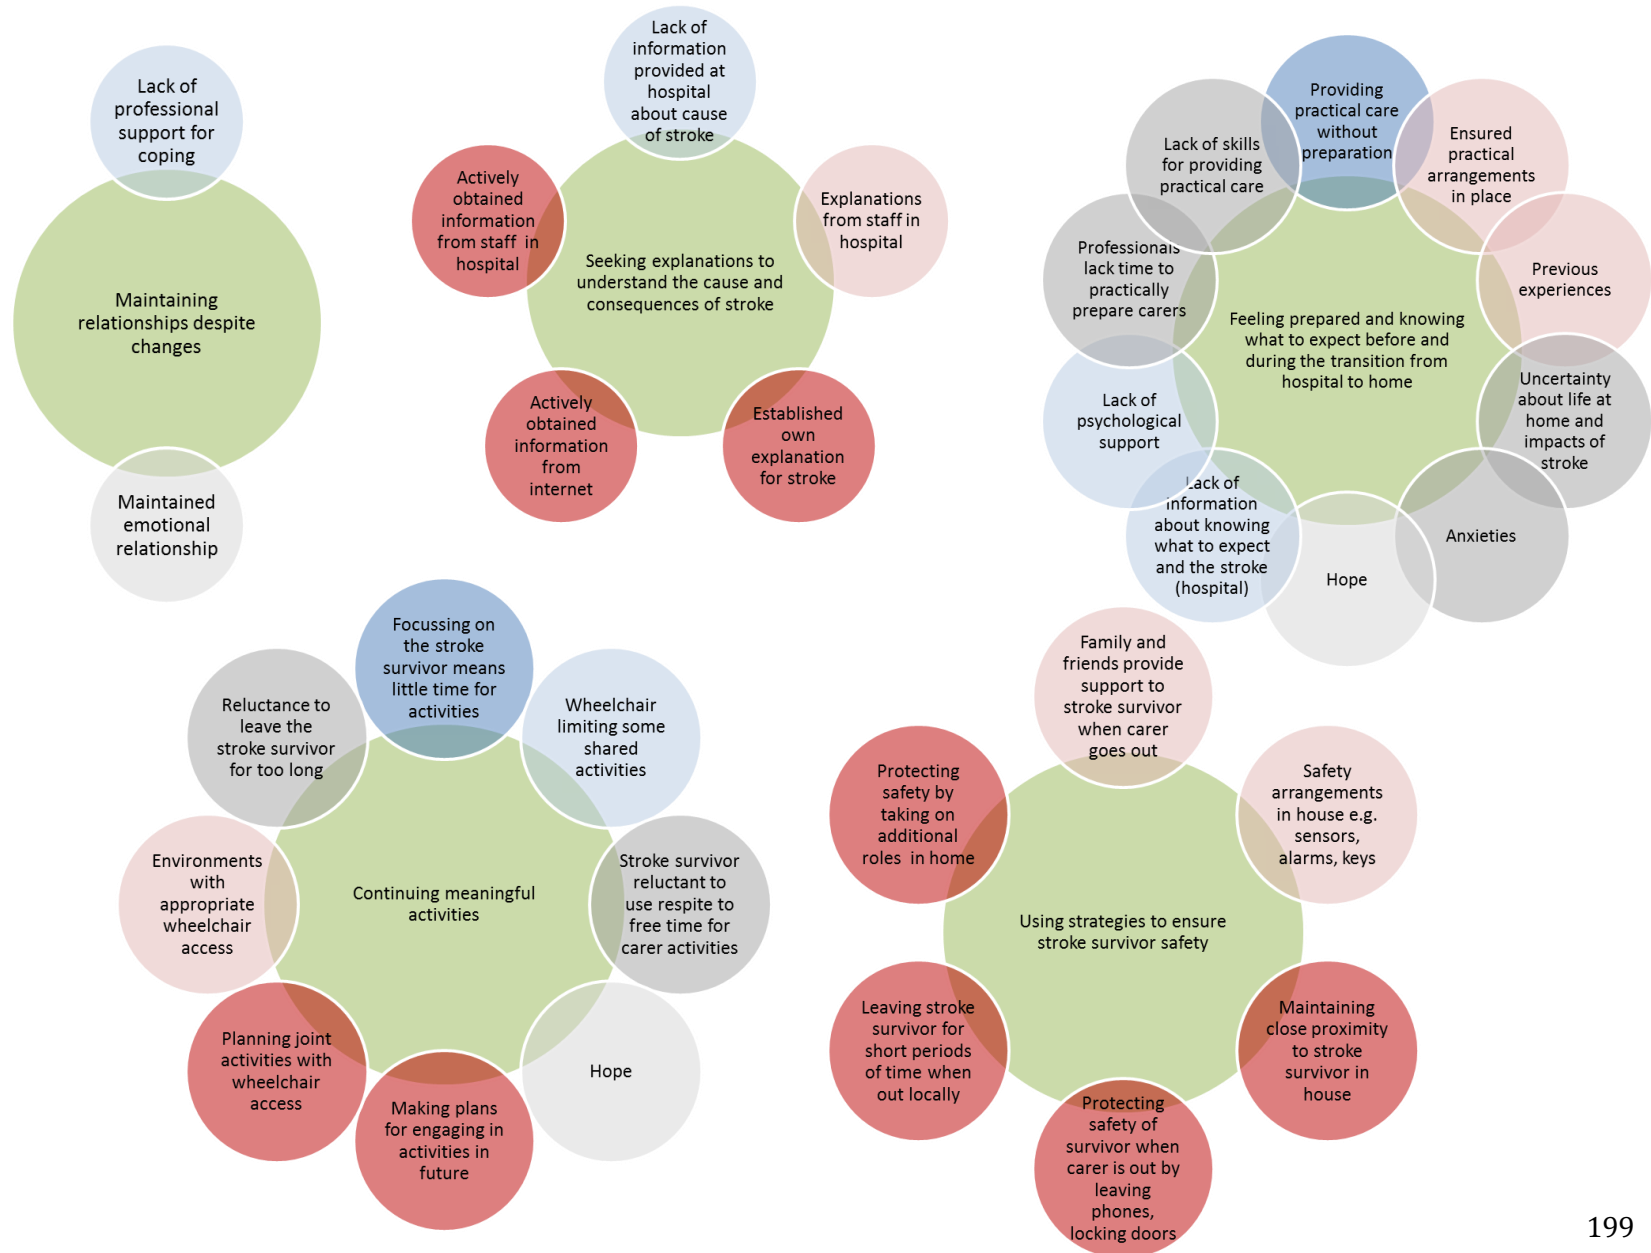 Lack of
professional
support for
coping
Maintaining
relationships despite
changes
Maintained
emotional
relationship
Lack of
information
provided at
hospital
about cause
of stroke
Actively
obtained
information
from staff in
hospital
Explanations
from staff in
hospital
Seeking explanations to
understand the cause and
consequences of stroke
Actively
obtained
information
from
internet
Established
own
explanation
for stroke
Providing
practical care
without
preparation
Ensured
practical
arrangements
in place
Previous
experiences
Uncertainty
about life at
home and
impacts of
stroke
Anxieties
Hope
Lack of
information
about knowing
what to expect
and the stroke
(hospital)
Lack of
psychological
support
Professionals
lack time to
practically
prepare carers
Lack of skills
for providing
practical care
Feeling prepared and knowing
what to expect before and
during the transition from
hospital to home
Focussing on
the stroke
survivor means
little time for
activities
Wheelchair
limiting some
shared
activities
Stroke survivor
reluctant to
use respite to
free time for
carer activities
Hope
Making plans
for engaging in
activities in
future
Planning joint
activities with
wheelchair
access
Environments
with
appropriate
wheelchair
access
Reluctance to
leave the
stroke survivor
for too long
Continuing meaningful
activities
Family and
friends provide
support to
stroke survivor
when carer
goes out
Safety
arrangements
in house e.g.
sensors,
alarms, keys
Maintaining
close proximity
to stroke
survivor in
house
Protecting
safety of
survivor when
carer is out by
leaving
phones,
locking doors
Leaving stroke
survivor for
short periods
of time when
out locally
Protecting
safety by
taking on
additional
roles in home
Using strategies to ensure
stroke survivor safety
199